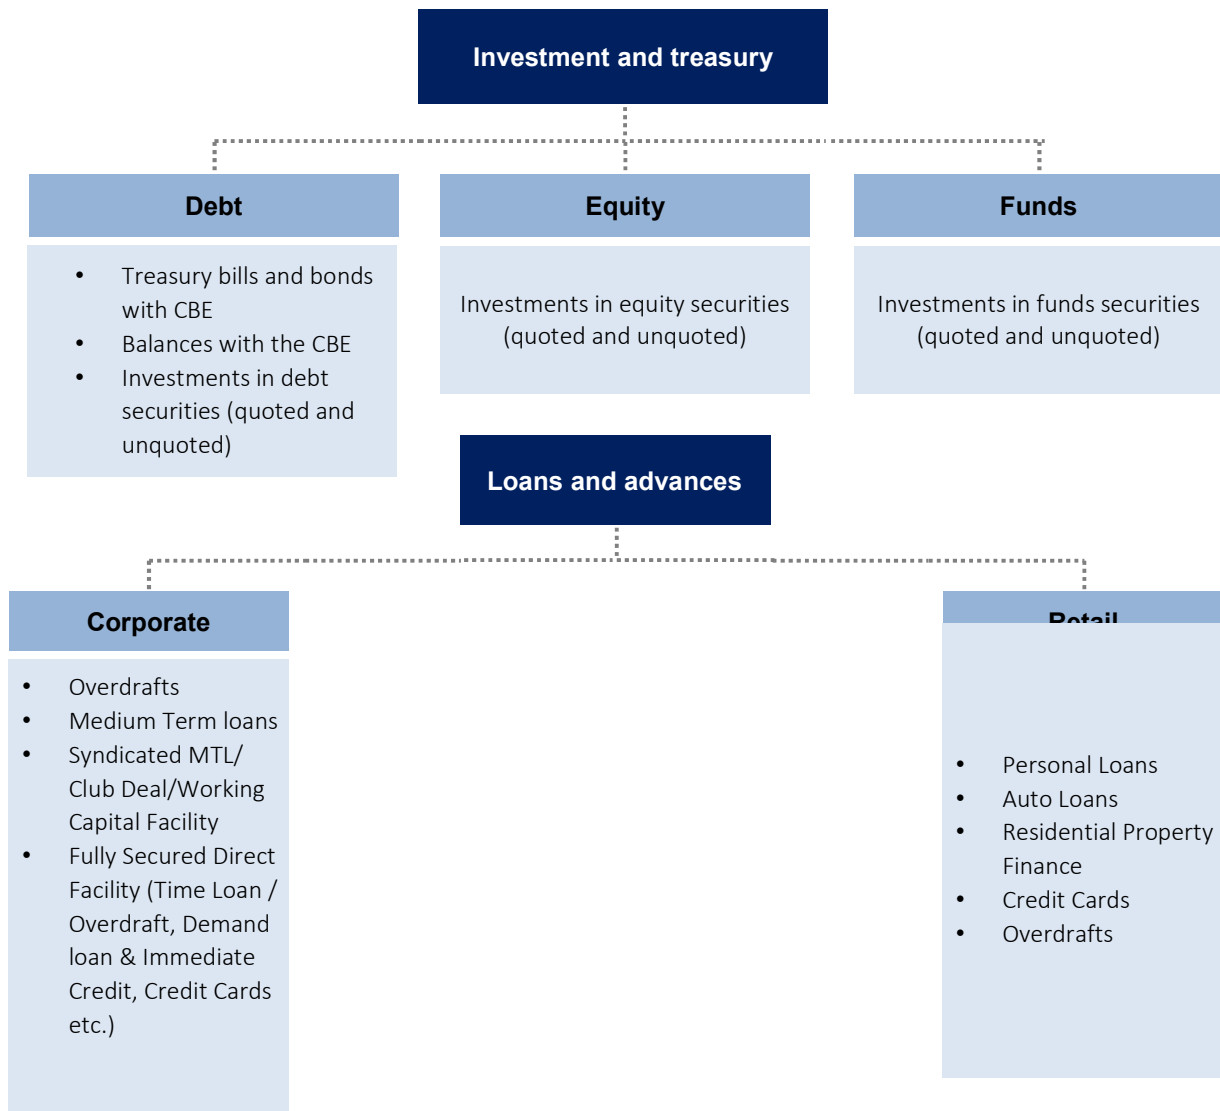 Investment and treasury
Debt
• Treasury bills and bonds
with CBE
• Balances with the CBE
• Investments in debt
securities (quoted and
unquoted)
Equity
Investments in equity securities
(quoted and unquoted)
Funds
Investments in funds securities
(quoted and unquoted)
Loans and advances
Corporate
• Overdrafts
• Medium Term loans
• Syndicated MTL/
Club Deal/Working
Capital Facility
• Fully Secured Direct
Facility (Time Loan /
Overdraft, Demand
loan & Immediate
Credit, Credit Cards
etc.)
Retail
• Personal Loans
• Auto Loans
• Residential Property
Finance
• Credit Cards
• Overdrafts